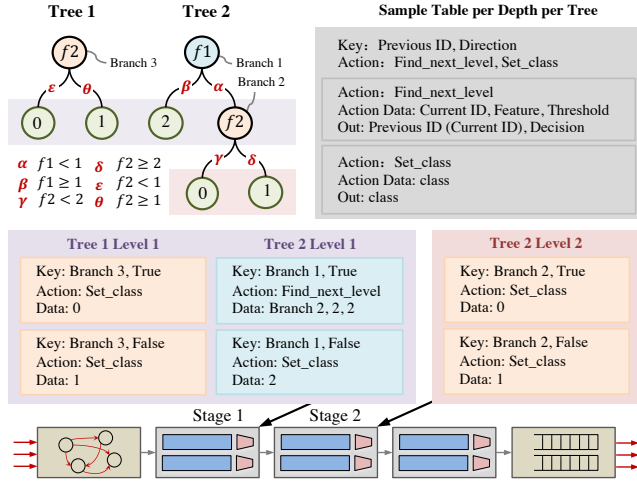 Tree 1
Tree 2
f2
Branch 3
ε
θ
0
1
f1
Branch 1
β
α
Branch 2
2
f2
γ
δ
0
1
α f1 < 1 δ f2 ≥ 2
β f1 ≥ 1 ε f2 < 1
γ f2 < 2 θ f2 ≥ 1
Sample Table per Depth per Tree
Key: Previous ID, Direction
Action: Find_next_level, Set_class
Action: Find_next_level
Action Data: Current ID, Feature, Threshold
Out: Previous ID (Current ID), Decision
Action: Set_class
Action Data: class
Out: class
Tree 1 Level 1
Key: Branch 3, True
Action: Set_class
Data: 0
Key: Branch 3, False
Action: Set_class
Data: 1
Tree 2 Level 1
Key: Branch 1, True
Action: Find_next_level
Data: Branch 2, 2, 2
Key: Branch 1, False
Action: Set_class
Data: 2
Tree 2 Level 2
Key: Branch 2, True
Action: Set_class
Data: 0
Key: Branch 2, False
Action: Set_class
Data: 1
Stage 1
Stage 2